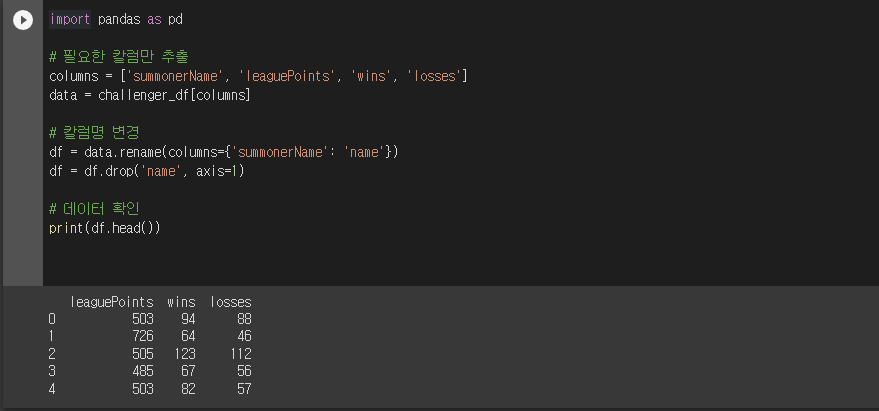 import pandas as pd
# 필요한 칼럼만 추출
columns = ['summonerName', 'leaguePoints', 'wins', 'losses']
data = challenger_df[columns]
# 칼럼명 변경
df = data.rename(columns={'summonerName': 'name'})
df = df.drop('name', axis=1)
# 데이터 확인
print(df.head())
leaguePoints wins losses
0 503 94 88
1 726 64 46
2 505 123 112
3 485 67 56
4 503 82 57